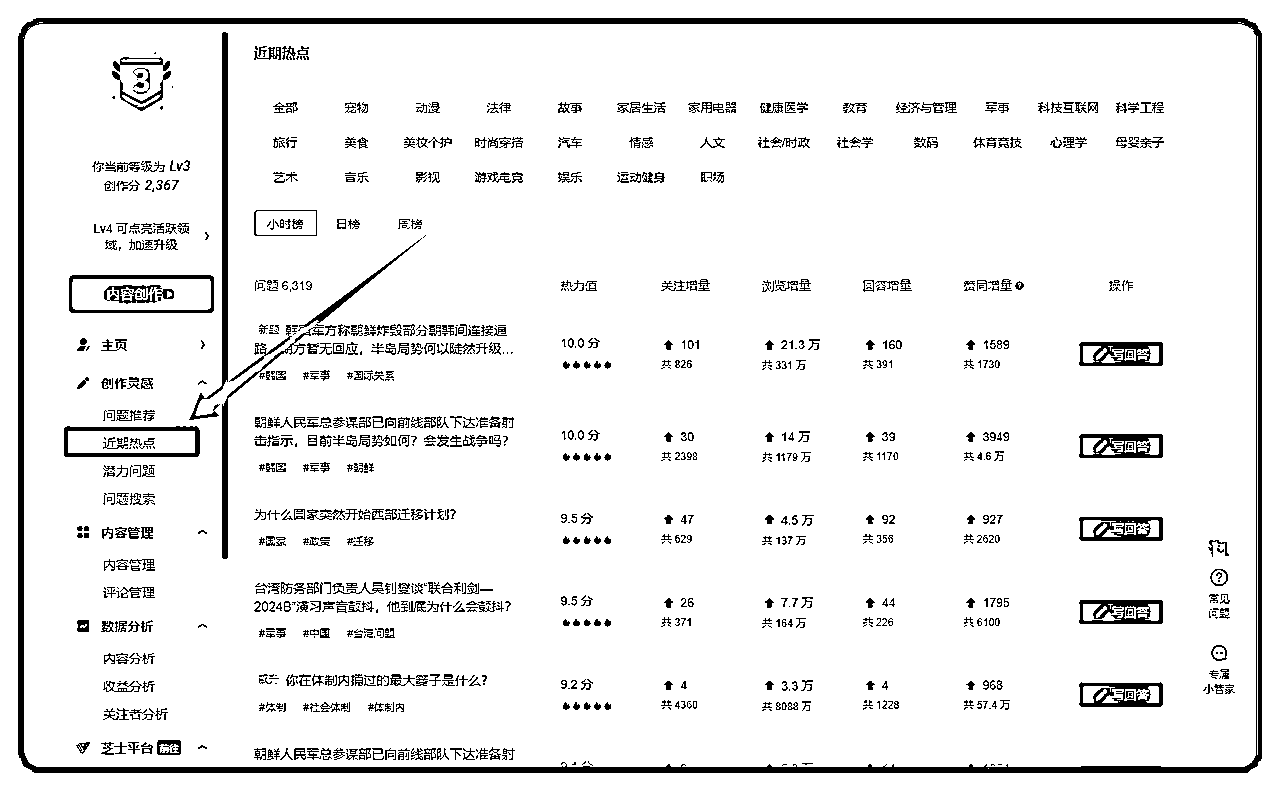 3
你当前等级为 Lv3
创作分 2,367
Lv4 可点亮活跃领
域，加速升级
内容创作
主页
创作灵感
问题推荐
近期热点
潜力问题
问题搜索
内容管理
内容管理
评论管理
数据分析
内容分析
收益分析
关注者分析
芝士平台 前往
近期热点
全部 宠物 动漫 法律 故事 家居生活 家用电器 健康医学 教育 经济与管理 军事 科技互联网 科学工程
旅行 美食 美妆个护 时尚穿搭 汽车 情感 人文 社会/时政 社会学 数码 体育竞技 心理学 母婴亲子
艺术 音乐 影视 游戏电竞 娱乐 运动健身 职场
小时榜 日榜 周榜
问题 6,319 热力值 关注增量 浏览增量 回答增量 赞同增量 操作
新题 韩国军方称朝鲜炸毁部分朝韩间连接道
方暂无回应，半岛局势何以陡然升级...
#韩国 #军事 #国际关系
10.0 分 101 21.3 万 160 1589
共 826 共 331 万 共 391 共 1730
写回答
朝鲜人民军总参谋部已向前线部队下达准备射
击指示，目前半岛局势如何？会发生战争吗？
#韩国 #军事 #朝鲜
10.0 分 30 14 万 39 3949
共 2398 共 1179 万 共 1170 共 4.6 万
写回答
为什么国家突然开始西部迁移计划？
#国家 #政策 #迁移
9.5 分 47 4.5 万 92 927
共 629 共 137 万 共 356 共 2620
写回答
台湾防务部门负责人吴钊燮谈“联合利剑—
2024B”演习声音颤抖，他到底为什么会颤抖？
#军事 #中国 #台湾问题
9.5 分 26 7.7 万 44 1795
共 371 共 164 万 共 226 共 6100
写回答
你在体制内捅过的最大篓子是什么？
#体制 #社会体制 #体制内
9.2 分 4 3.3 万 4 968
共 4360 共 8088 万 共 1228 共 57.4 万
写回答
朝鲜人民军总参谋部已向前线部队下达准备射
常见
问题
专属
小管家